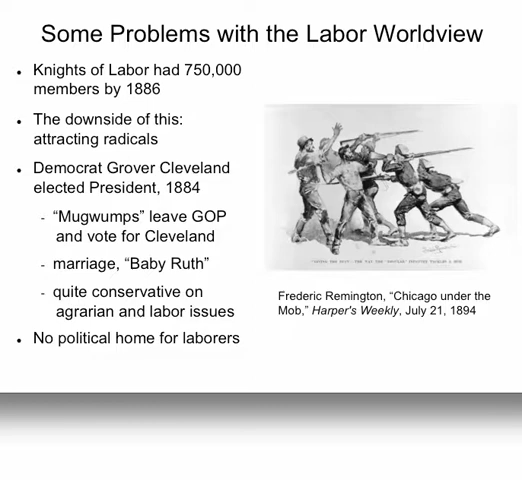 Some Problems with the Labor Worldview
• Knights of Labor had 750,000
members by 1886
• The downside of this:
attracting radicals
• Democrat Grover Cleveland
elected President, 1884
- “Mugwumps” leave GOP
and vote for Cleveland
- marriage, “Baby Ruth”
- quite conservative on
agrarian and labor issues
• No political home for laborers
Frederic Remington, “Chicago under the
Mob,” Harper's Weekly, July 21, 1894